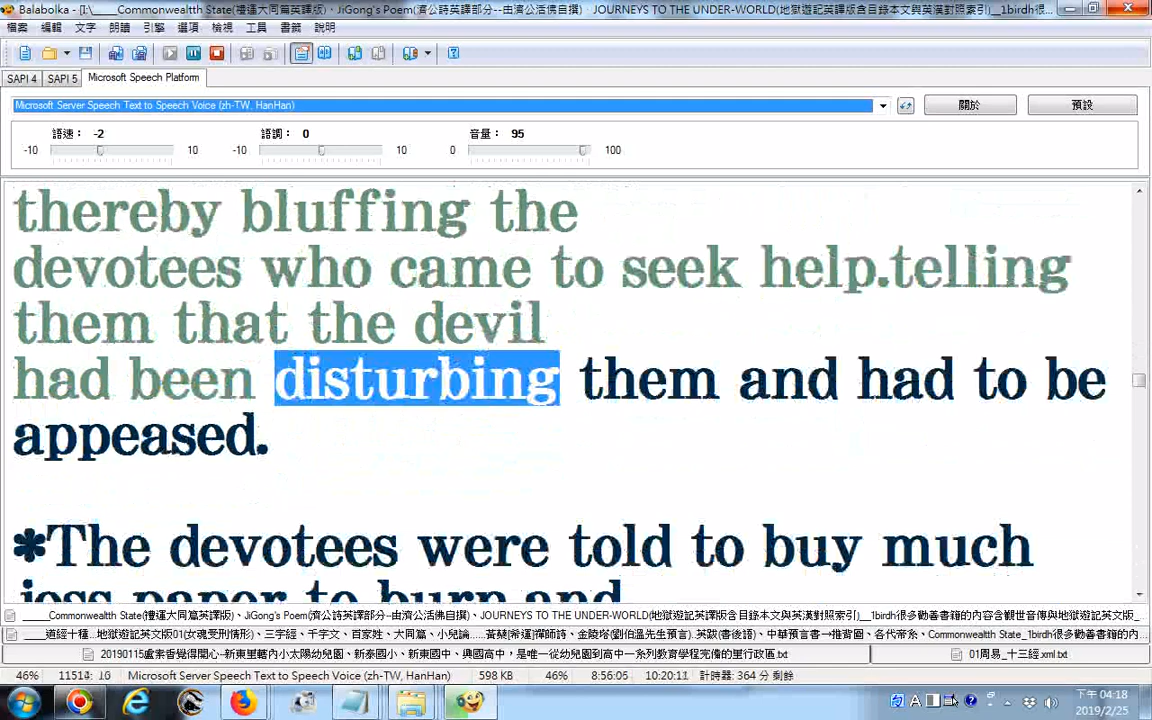 Balabolka - [I:\_____Commonwealtth State(禮運大同篇英譯版)、JiGong's Poem(濟公詩英譯部分--由濟公活佛自撰)、JOURNEYS TO THE UNDER-WORLD(地獄遊記英譯版含目錄本文與英漢對照索引)__1birdh很...
檔案 編輯 文字 朗讀 引擎 選項 檢視 工具 書籤 說明
SAPI 4 SAPI 5 Microsoft Speech Platform
Microsoft Server Speech Text to Speech Voice (zh-TW, HanHan)
關於 預設
語速： -2 語調： 0 音量： 95
-10 10 -10 10 0 100
thereby bluffing the
devotees who came to seek help.telling
them that the devil
had been disturbing them and had to be
appeased.
*The devotees were told to buy much
joss paper to burn and
_____Commonwealtth State(禮運大同篇英譯版)、JiGong's Poem(濟公詩英譯部分--由濟公活佛自撰)、JOURNEYS TO THE UNDER-WORLD(地獄遊記英譯版含目錄本文與英漢對照索引)__1birdh很多勸善書籍的內容含觀世音傳與地獄遊記英文版_
____道經十種...地獄遊記英文版01(女魂受刑情形)、三字經、千字文、百家姓、大同篇、小兒論......黃蘗[希運]禪師詩、金陵塔(劉伯溫先生預言).英歎(書後語)、中華預言書--推背圖、各代帝系、Commonwealth State_1birdh很多勸善書籍的內...
20190115盧素香覺得開心--新東里轄內小太陽幼兒園、新泰國小、新東國中、興國高中，是唯一從幼兒園到高中一系列教育學程完備的里行政區.txt 01周易_十三經.xml.txt
46% Microsoft Server Speech Text to Speech Voice (zh-TW, HanHan) 598 KB 46% 8:56:05 10:20:11 計時器： 364 分 剩餘
下午 04:18
2019/2/25